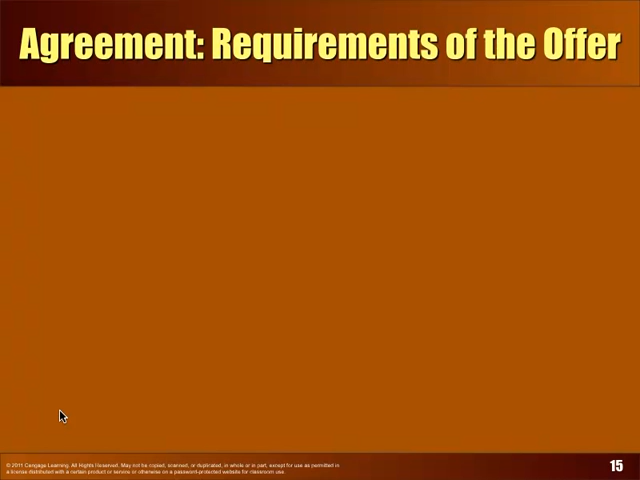 Agreement: Requirements of the Offer
© 2011 Cengage Learning. All Rights Reserved. May not be copied, scanned, or duplicated, in whole or in part, except for use as permitted in
a license distributed with a certain product or service or otherwise on a password-protected website for classroom use.
15